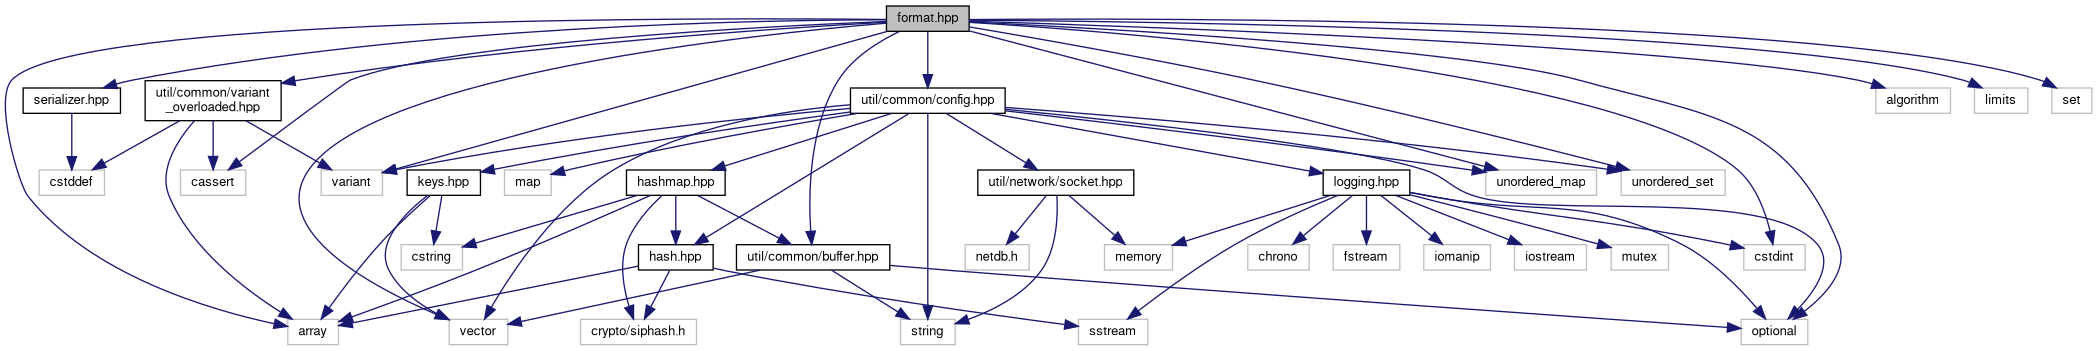 format.hpp
serializer.hpp
util/common/variant
_overloaded.hpp
util/common/config.hpp
algorithm
limits
set
cstddef
cassert
variant
keys.hpp
map
hashmap.hpp
util/network/socket.hpp
logging.hpp
unordered_map
unordered_set
cstring
hash.hpp
util/common/buffer.hpp
netdb.h
memory
chrono
fstream
iomanip
iostream
mutex
cstdint
array
vector
crypto/siphash.h
string
sstream
optional